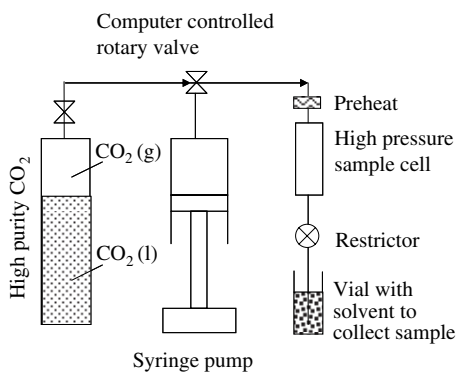 Computer controlled
rotary valve
Preheat
High pressure
sample cell
CO2 (g)
High purity CO2
CO2 (l)
Restrictor
Vial with
solvent to
collect sample
Syringe pump